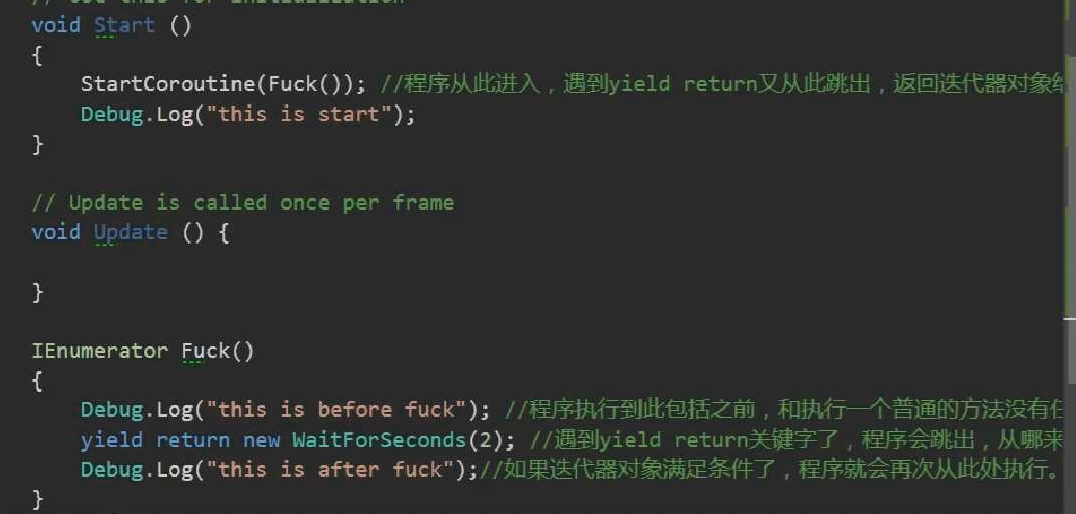 void Start ()
{
StartCoroutine(Fuck()); //程序从此进入，遇到yield return又从此跳出，返回迭代器对象
Debug.Log("this is start");
}
// Update is called once per frame
void Update () {
}
IEnumerator Fuck()
{
Debug.Log("this is before fuck"); //程序执行到此包括之前，和执行一个普通的方法没有
yield return new WaitForSeconds(2); //遇到yield return关键字了，程序会跳出，从哪来
Debug.Log("this is after fuck");//如果迭代器对象满足条件了，程序就会再次从此处执行。
}